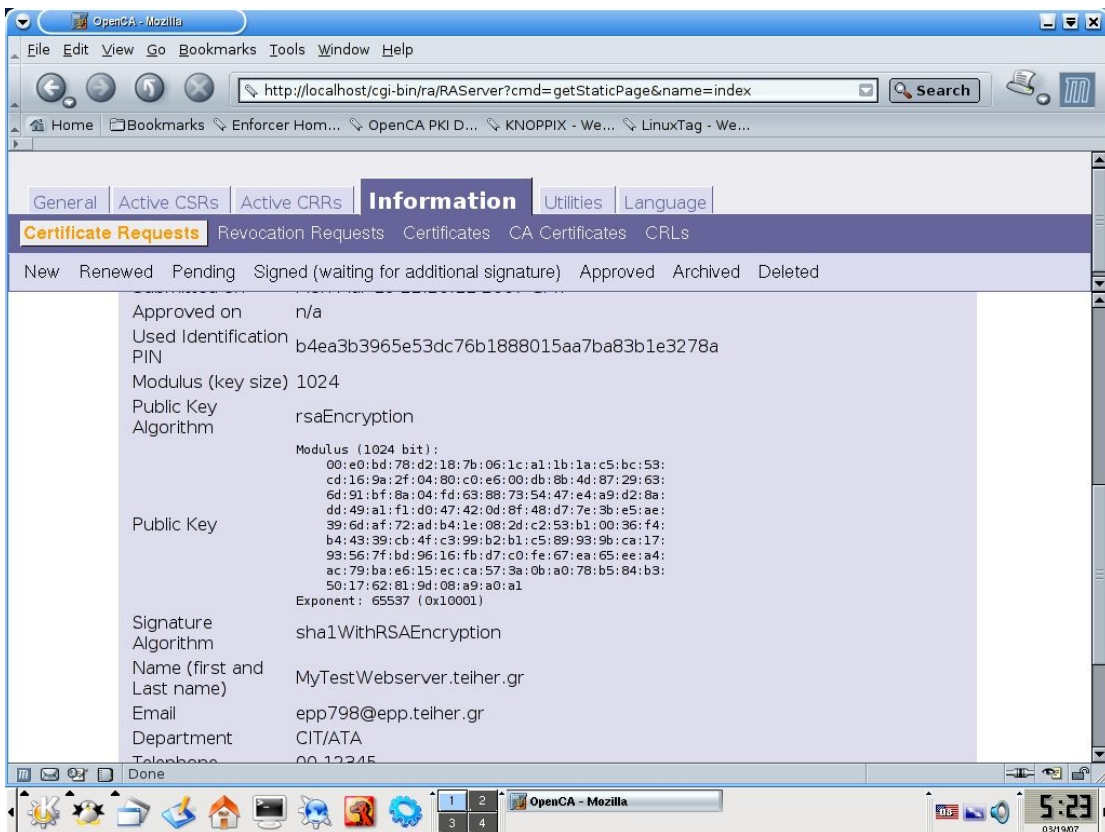 OpenCA - Mozilla
File Edit View Go Bookmarks Tools Window Help
http://localhost/cgi-bin/ra/RAServer?cmd=getStaticPage&name=index
Search
Home Bookmarks Enforcer Hom... OpenCA PKI D... KNOPPIX - We... LinuxTag - We...
General Active CSRs Active CRRs Information Utilities Language
Certificate Requests Revocation Requests Certificates CA Certificates CRLs
New Renewed Pending Signed (waiting for additional signature) Approved Archived Deleted
Approved on n/a
Used Identification
PIN
b4ea3b3965e53dc76b1888015aa7ba83b1e3278a
Modulus (key size) 1024
Public Key
Algorithm
rsaEncryption
Public Key
Modulus (1024 bit):
00:e0:bd:78:d2:18:7b:06:1c:a1:1b:1a:c5:bc:53:
cd:16:9a:2f:04:80:c0:e6:00:db:8b:4d:87:29:63:
6d:91:bf:8a:04:fd:63:88:73:54:47:e4:a9:d2:8a:
dd:49:a1:f1:d0:47:42:0d:8f:48:d7:7e:3b:e5:ae:
39:6d:af:72:ad:b4:1e:08:2d:c2:53:b1:00:36:f4:
b4:43:39:cb:4f:c3:99:b2:b1:c5:89:93:9b:ca:17:
93:56:7f:bd:96:16:fb:d7:c0:fe:67:ea:65:ee:a4:
ac:79:ba:e6:15:ec:ca:57:3a:0b:a0:78:b5:84:b3:
50:17:62:81:9d:08:a9:a0:a1
Exponent: 65537 (0x10001)
Signature
Algorithm
sha1WithRSAEncryption
Name (first and
Last name)
MyTestWebserver.teiher.gr
Email epp798@epp.teiher.gr
Department CIT/ATA
Telephone 00 12345
Done
1 2
3 4
OpenCA - Mozilla
5:23
03/19/07